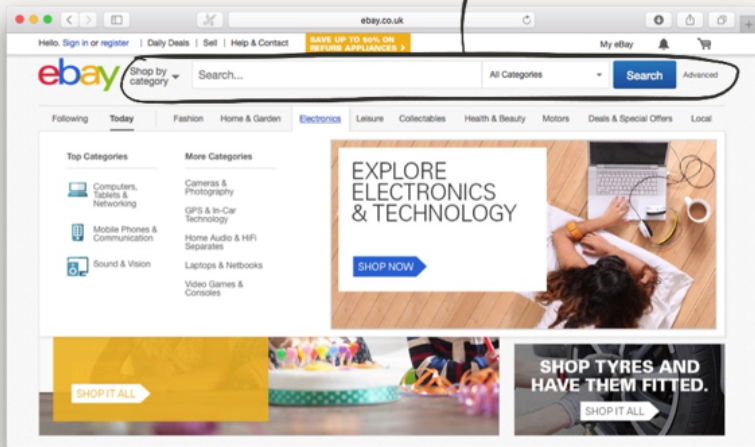 ebay.co.uk
Hello. Sign in or register | Daily Deals | Sell | Help & Contact
SAVE UP TO 50% ON
REFURB APPLIANCES >
My eBay
ebay
Shop by
category
Search...
All Categories
Search
Advanced
Following Today Fashion Home & Garden Electronics Leisure Collectables Health & Beauty Motors Deals & Special Offers Local
Top Categories
Computers,
Tablets &
Networking
Mobile Phones &
Communication
Sound & Vision
More Categories
Cameras &
Photography
GPS & In-Car
Technology
Home Audio & HiFi
Separates
Laptops & Netbooks
Video Games &
Consoles
EXPLORE
ELECTRONICS
& TECHNOLOGY
SHOP NOW
SHOP IT ALL
SHOP TYRES AND
HAVE THEM FITTED.
SHOP IT ALL